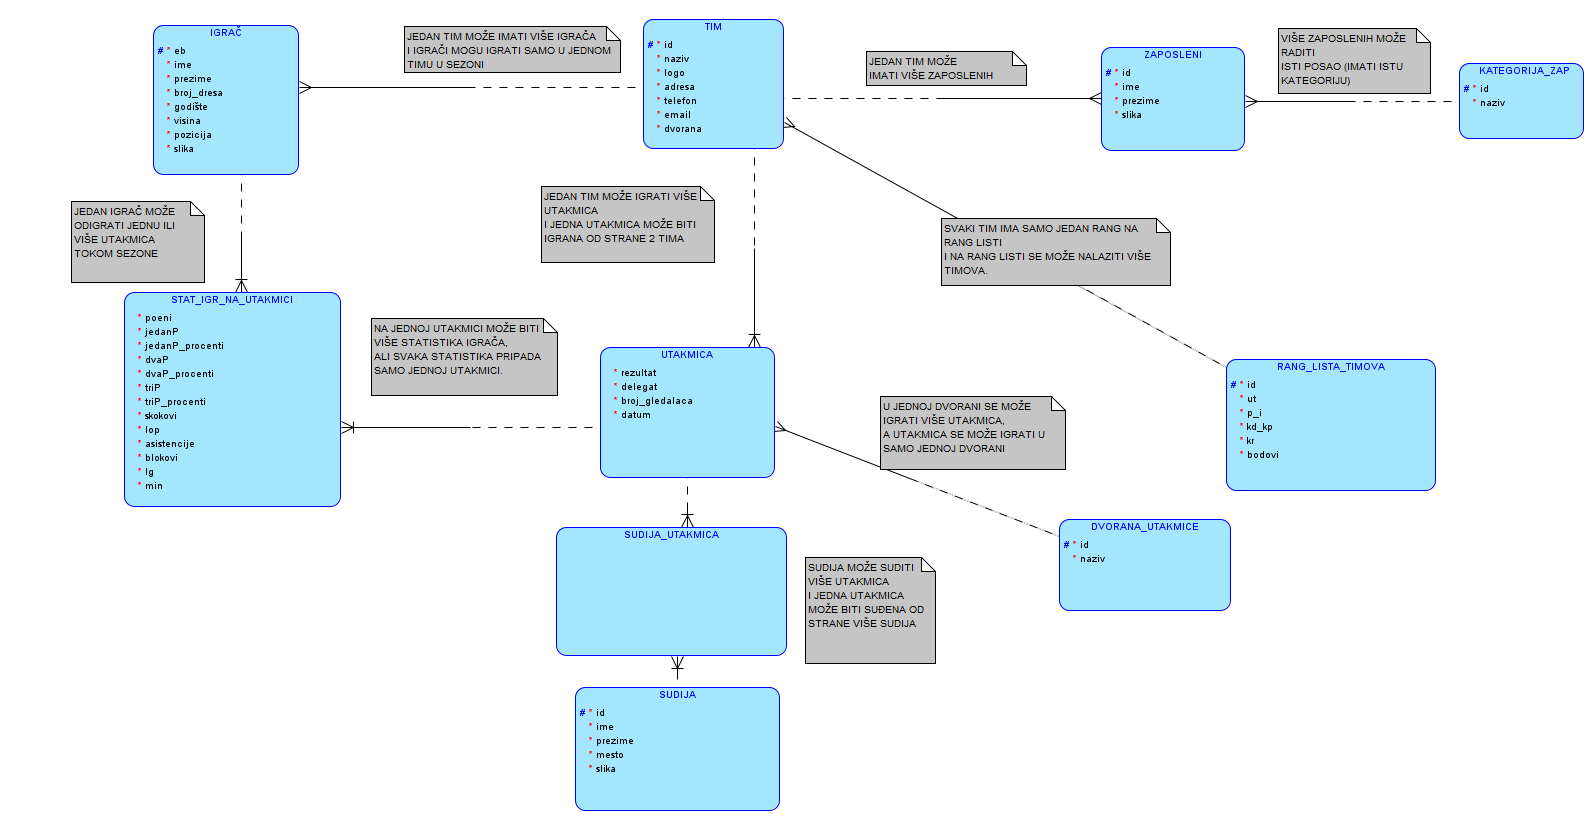 IGRAČ
# * eb
* ime
* prezime
* broj_dresa
* godište
* visina
* pozicija
* slika
JEDAN TIM MOŽE IMATI VIŠE IGRAČA
I IGRAČI MOGU IGRATI SAMO U JEDNOM
TIMU U SEZONI
TIM
# * id
* naziv
* logo
* adresa
* telefon
* email
* dvorana
JEDAN TIM MOŽE
IMATI VIŠE ZAPOSLENIH
ZAPOSLENI
# * id
* ime
* prezime
* slika
VIŠE ZAPOSLENIH MOŽE
RADITI
ISTI POSAO (IMATI ISTU
KATEGORIJU)
KATEGORIJA_ZAP
# * id
* naziv
JEDAN IGRAČ MOŽE
ODIGRATI JEDNU ILI
VIŠE UTAKMICA
TOKOM SEZONE
JEDAN TIM MOŽE IGRATI VIŠE
UTAKMICA
I JEDNA UTAKMICA MOŽE BITI
IGRANA OD STRANE 2 TIMA
SVAKI TIM IMA SAMO JEDAN RANG NA
RANG LISTI
I NA RANG LISTI SE MOŽE NALAZITI VIŠE
TIMOVA.
STAT_IGR_NA_UTAKMICI
* poeni
* jedanP
* jedanP_procenti
* dvaP
* dvaP_procenti
* triP
* triP_procenti
* skokovi
* lop
* asistencije
* blokovi
* lg
* min
NA JEDNOJ UTAKMICI MOŽE BITI
VIŠE STATISTIKA IGRAČA,
ALI SVAKA STATISTIKA PRIPADA
SAMO JEDNOJ UTAKMICI.
UTAKMICA
* rezultat
* delegat
* broj_gledalaca
* datum
U JEDNOJ DVORANI SE MOŽE
IGRATI VIŠE UTAKMICA,
A UTAKMICA SE MOŽE IGRATI U
SAMO JEDNOJ DVORANI
RANG_LISTA_TIMOVA
# * id
* ut
* p_i
* kd_kp
* kr
* bodovi
DVORANA_UTAKMICE
# * id
* naziv
SUDIJA_UTAKMICA
SUDIJA MOŽE SUDITI
VIŠE UTAKMICA
I JEDNA UTAKMICA
MOŽE BITI SUĐENA OD
STRANE VIŠE SUDIJA
SUDIJA
# * id
* ime
* prezime
* mesto
* slika